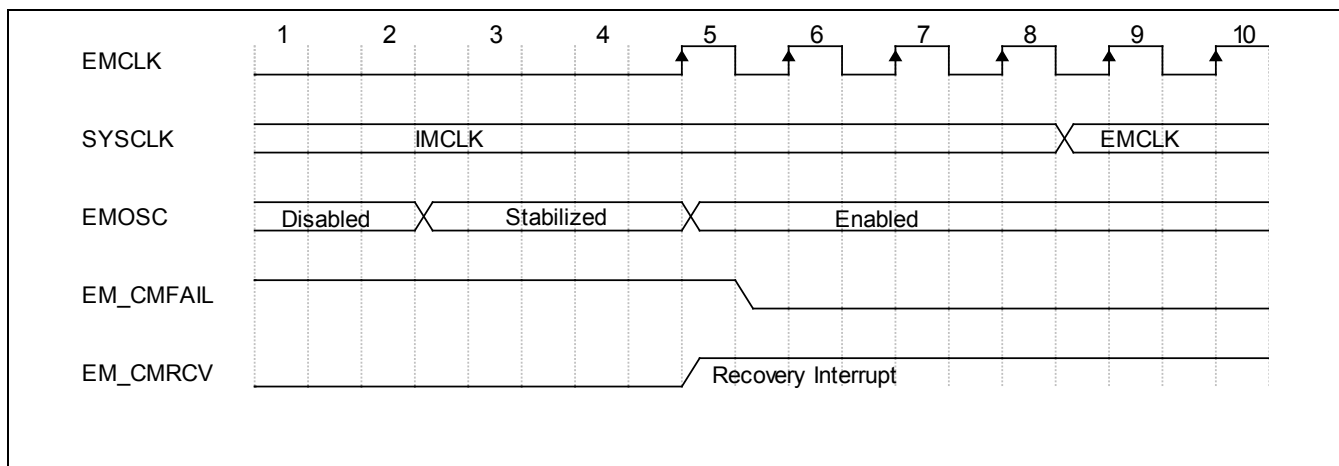 1 2 3 4 5 6 7 8 9 10
EMCLK
SYSCLK IMCLK EMCLK
EMOSC Disabled Stabilized Enabled
EM_CMFAIL
EM_CMRCV Recovery Interrupt